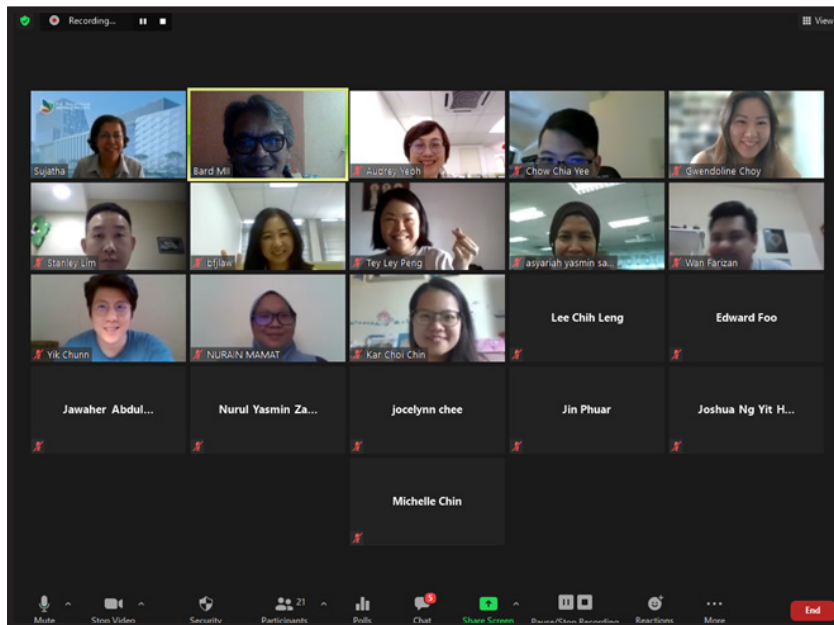 Recording...
View
Sujatha
Bard MII
Audrey Yeoh
Chow Chia Yee
Gwendoline Choy
Stanley Lim
bfjlaw
Tey Ley Peng
asyariah yasmin sa...
Wan Farizan
Yik Chunn
NURAIN MAMAT
Kar Choi Chin
Lee Chih Leng
Edward Foo
Jawaher Abdul...
Nurul Yasmin Za...
jocelynn chee
Jin Phuar
Joshua Ng Yit H...
Michelle Chin
21
5
Mute
Stop Video
Security
Participants
Polls
Chat
Share Screen
Pause/Stop Recording
Reactions
More
End